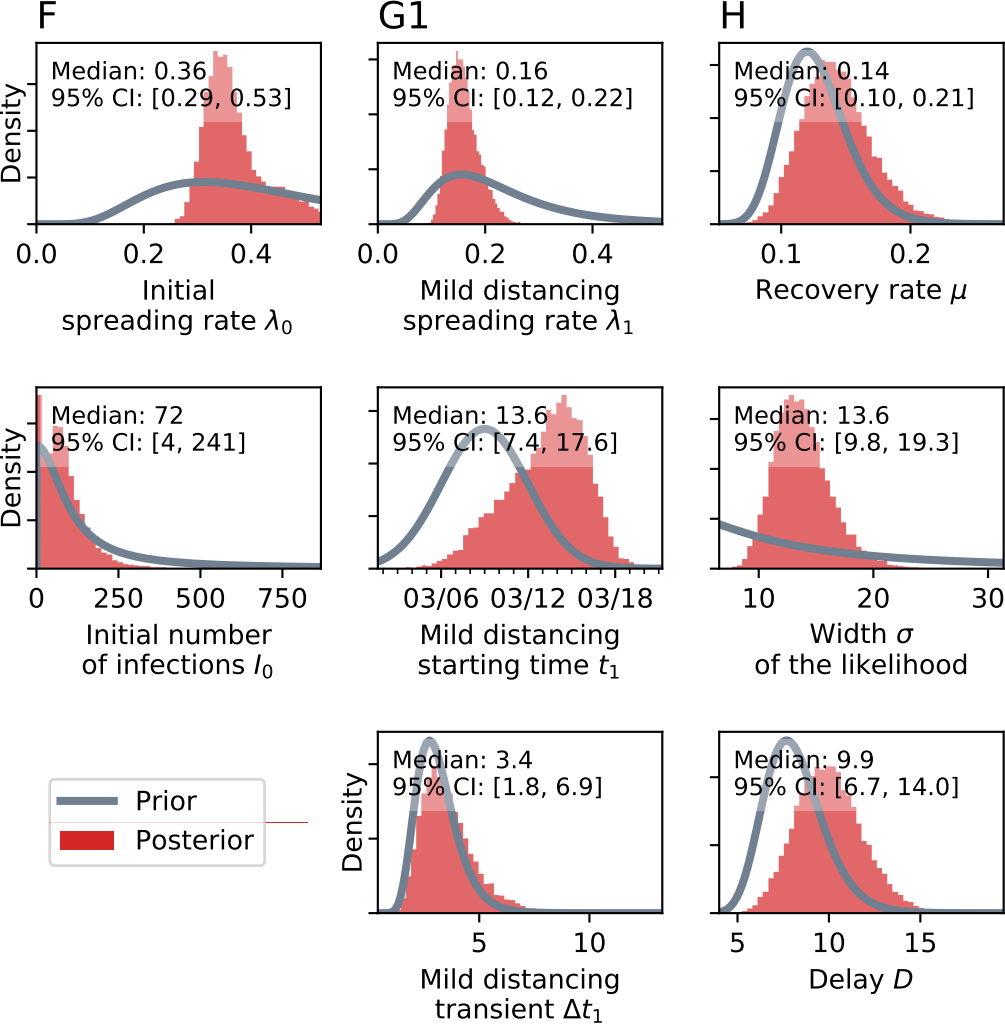 F
G1
H
Median: 0.36
95% CI: [0.29, 0.53]
Density
0.0 0.2 0.4
Initial
spreading rate λ0
Median: 0.16
95% CI: [0.12, 0.22]
0.0 0.2 0.4
Mild distancing
spreading rate λ1
Median: 0.14
95% CI: [0.10, 0.21]
0.1 0.2
Recovery rate μ
Median: 72
95% CI: [4, 241]
Density
0 250 500 750
Initial number
of infections I0
Median: 13.6
95% CI: [7.4, 17.6]
03/06 03/12 03/18
Mild distancing
starting time t1
Median: 13.6
95% CI: [9.8, 19.3]
10 20 30
Width σ
of the likelihood
Prior
Posterior
Median: 3.4
95% CI: [1.8, 6.9]
Density
5 10
Mild distancing
transient Δt1
Median: 9.9
95% CI: [6.7, 14.0]
5 10 15
Delay D